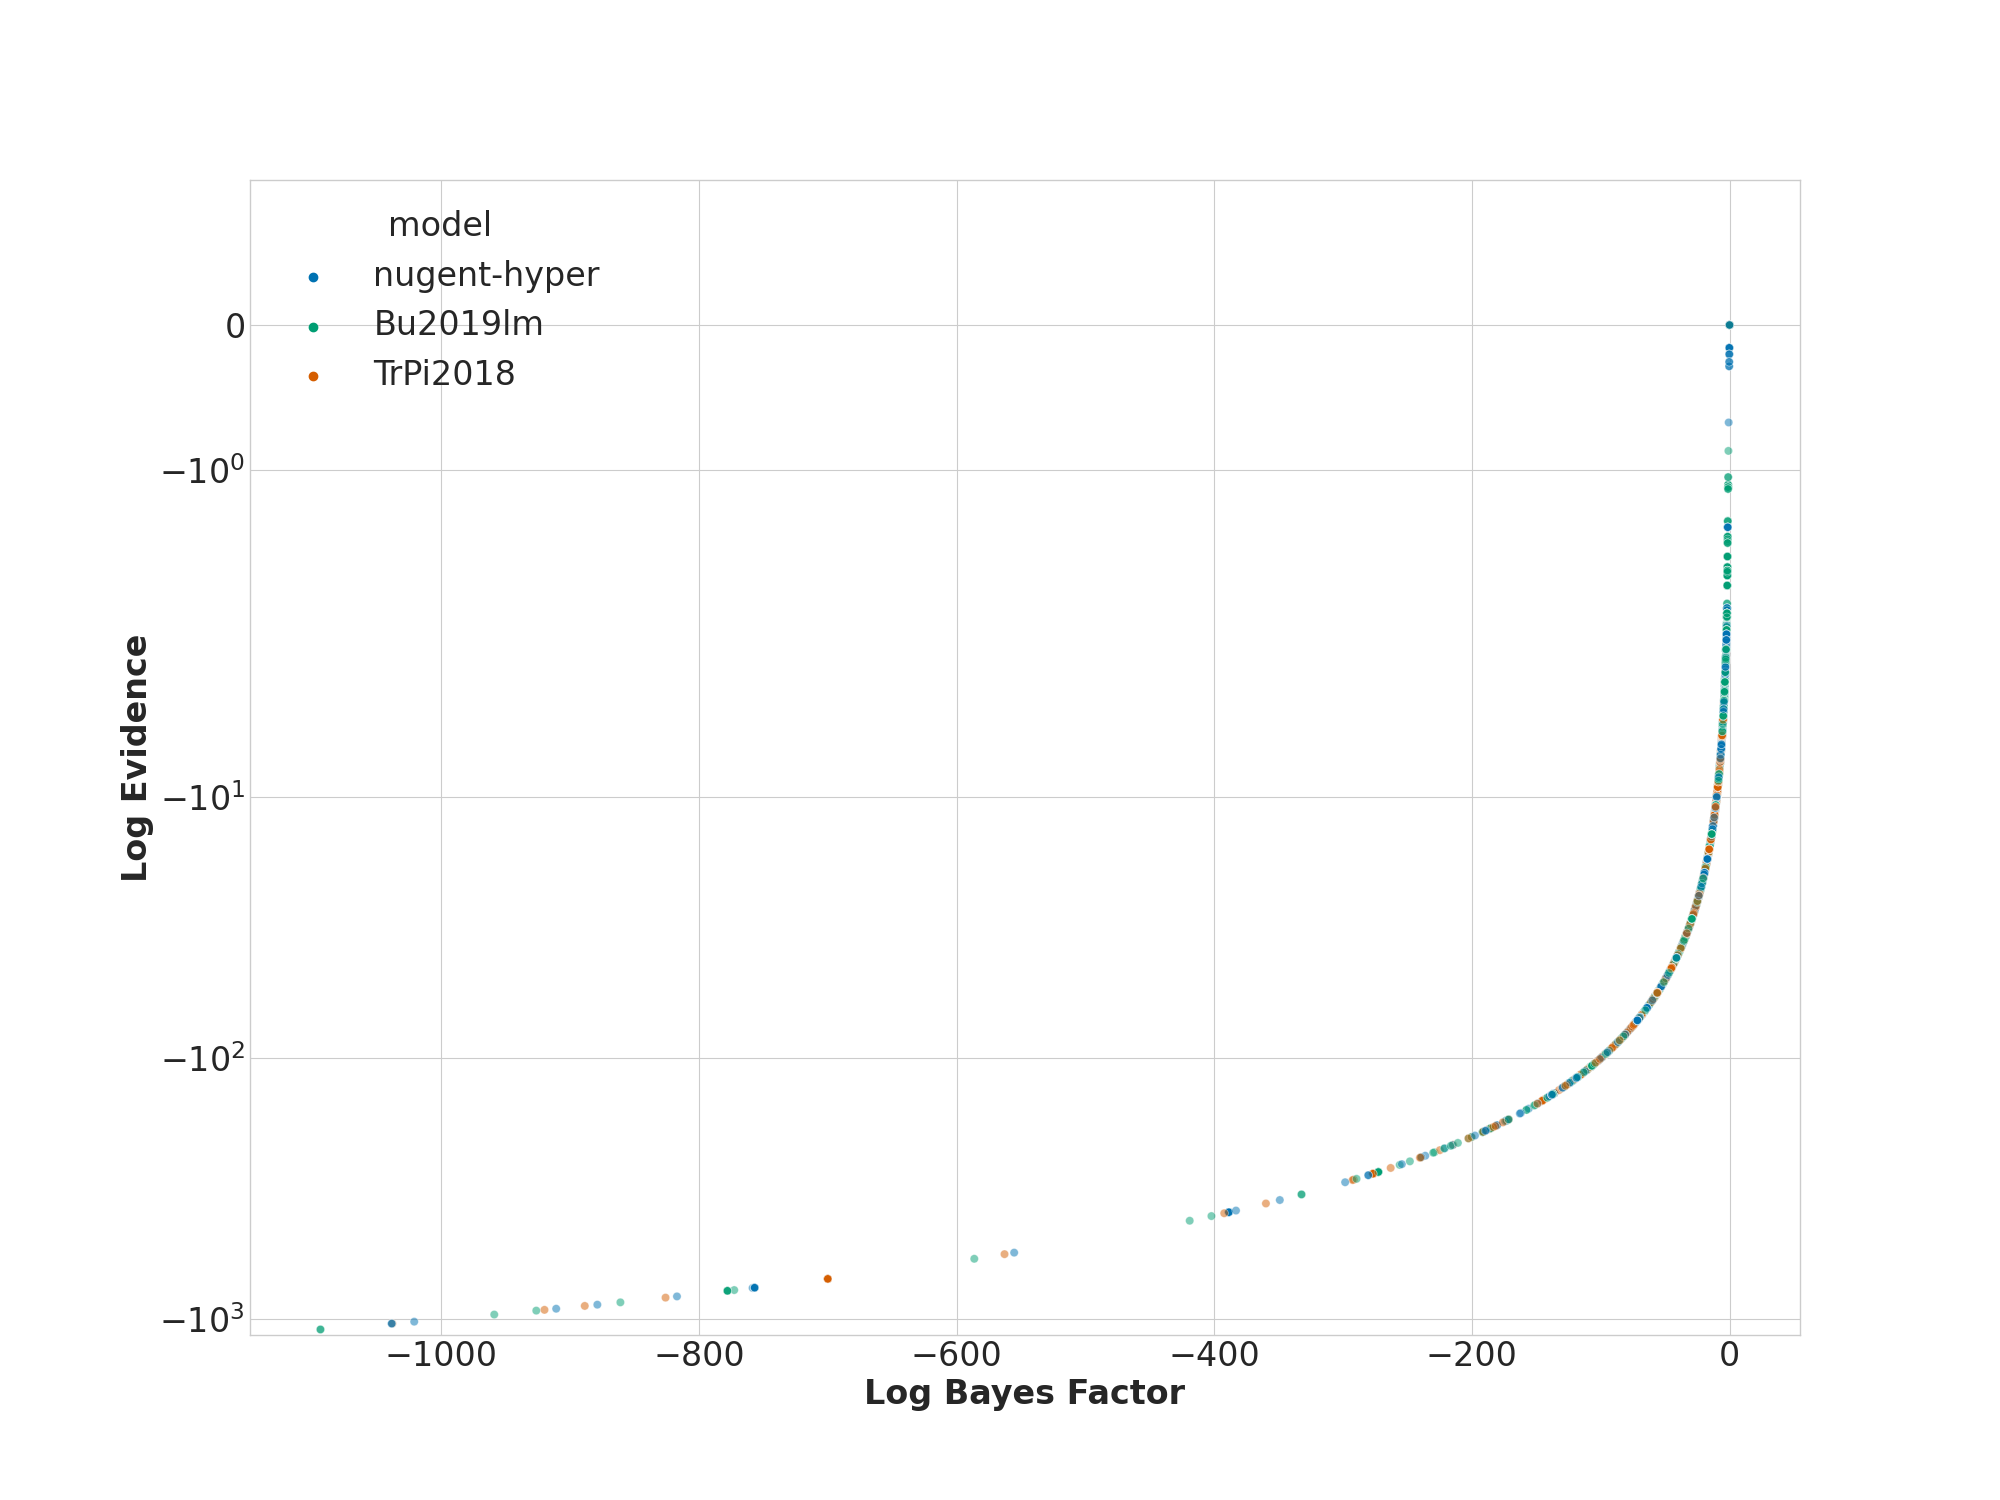 model
nugent-hyper
Bu2019lm
TrPi2018
0
−10⁰
−10¹
−10²
−10³
Log Evidence
−1000 −800 −600 −400 −200 0
Log Bayes Factor